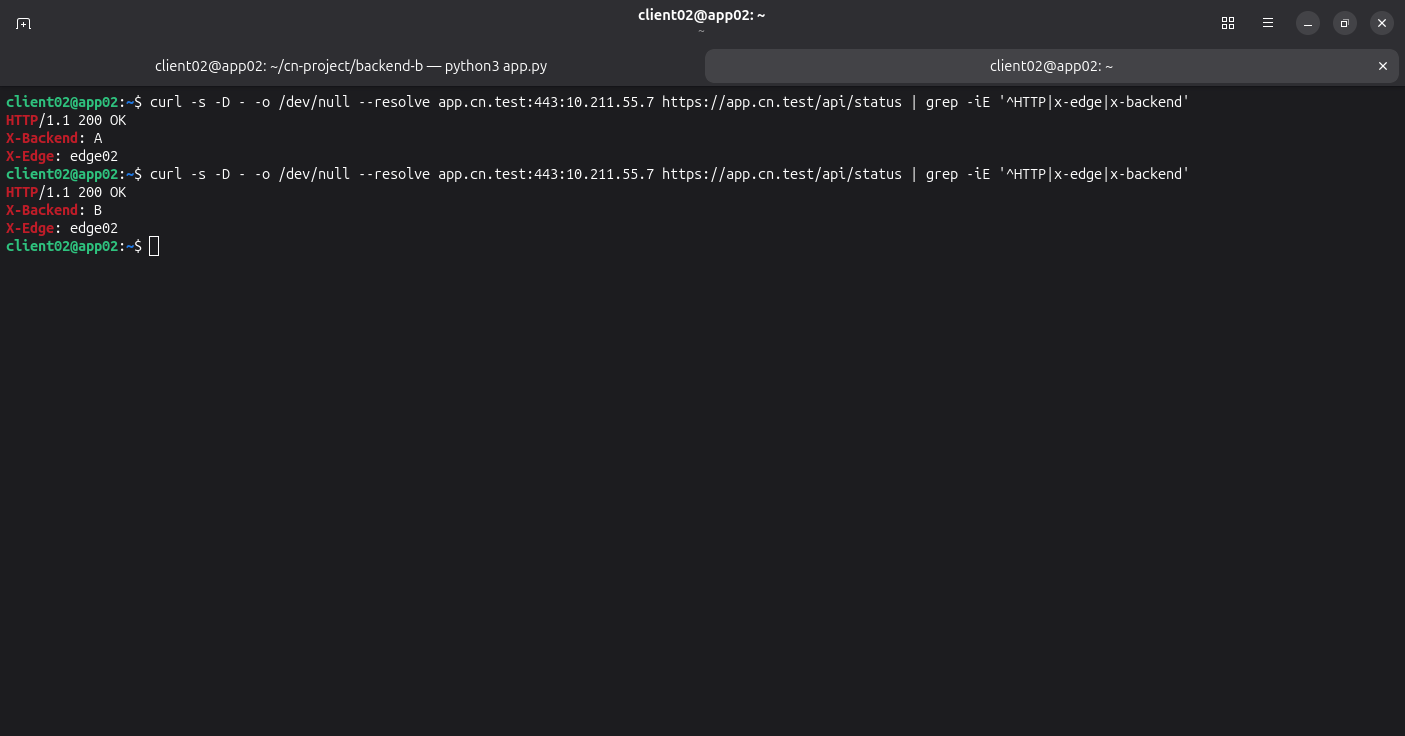 client02@app02: ~
~
client02@app02: ~/cn-project/backend-b — python3 app.py
client02@app02: ~
client02@app02:~$ curl -s -D - -o /dev/null --resolve app.cn.test:443:10.211.55.7 https://app.cn.test/api/status | grep -iE '^HTTP|x-edge|x-backend'
HTTP/1.1 200 OK
X-Backend: A
X-Edge: edge02
client02@app02:~$ curl -s -D - -o /dev/null --resolve app.cn.test:443:10.211.55.7 https://app.cn.test/api/status | grep -iE '^HTTP|x-edge|x-backend'
HTTP/1.1 200 OK
X-Backend: B
X-Edge: edge02
client02@app02:~$